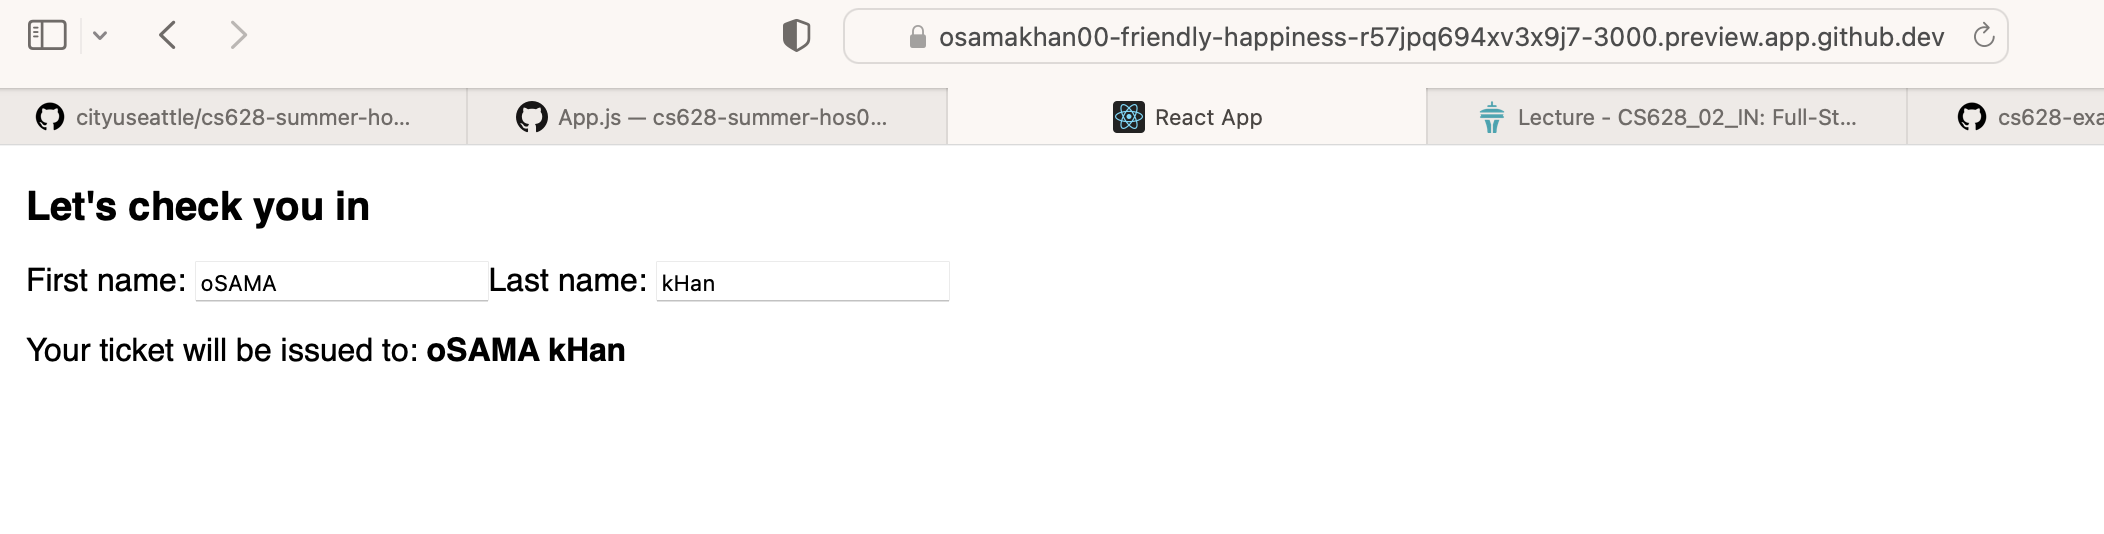 osamakhan00-friendly-happiness-r57jpq694xv3x9j7-3000.preview.app.github.dev
cityuseattle/cs628-summer-ho...
App.js — cs628-summer-hos0...
React App
Lecture - CS628_02_IN: Full-St...
cs628-exa
Let's check you in
First name: oSAMA Last name: kHan
Your ticket will be issued to: oSAMA kHan